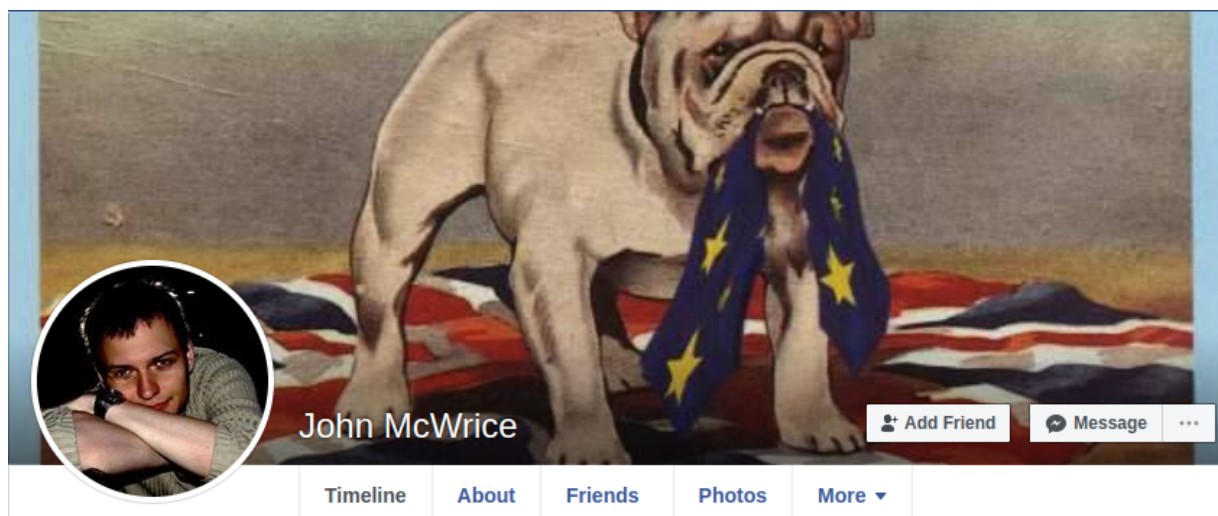 John McWrice
Add Friend
Message
Timeline
About
Friends
Photos
More